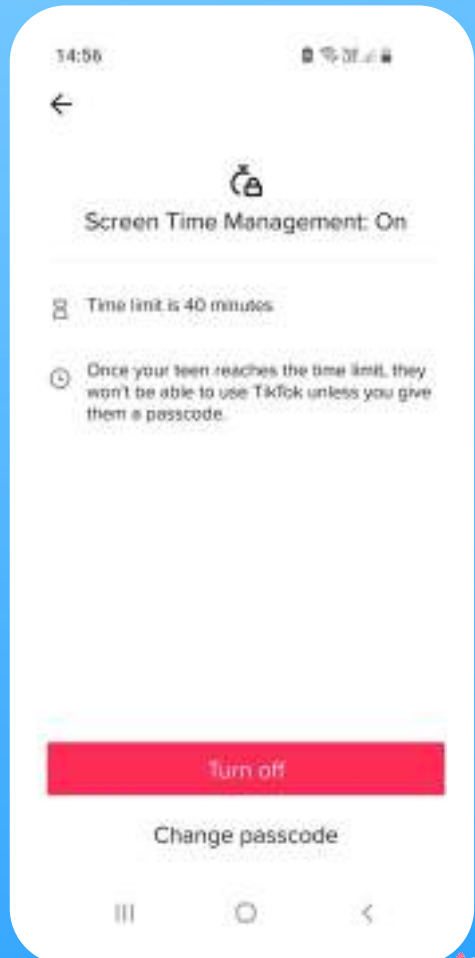 14:56
Screen Time Management: On
Time limit is 40 minutes
Once your teen reaches the time limit, they
won't be able to use TikTok unless you give
them a passcode.
Turn off
Change passcode